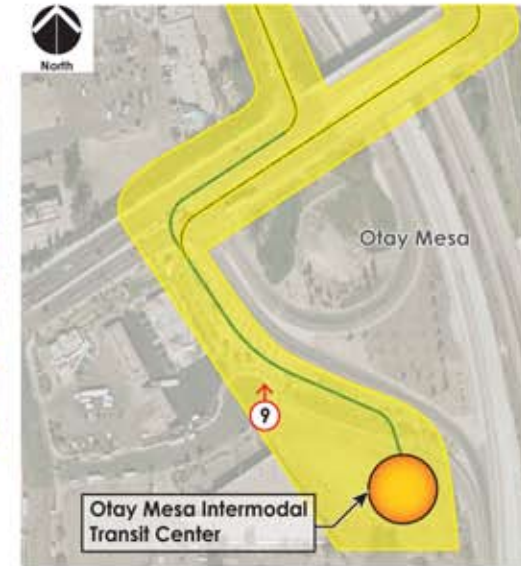 North
Otay Mesa
9
Otay Mesa Intermodal
Transit Center